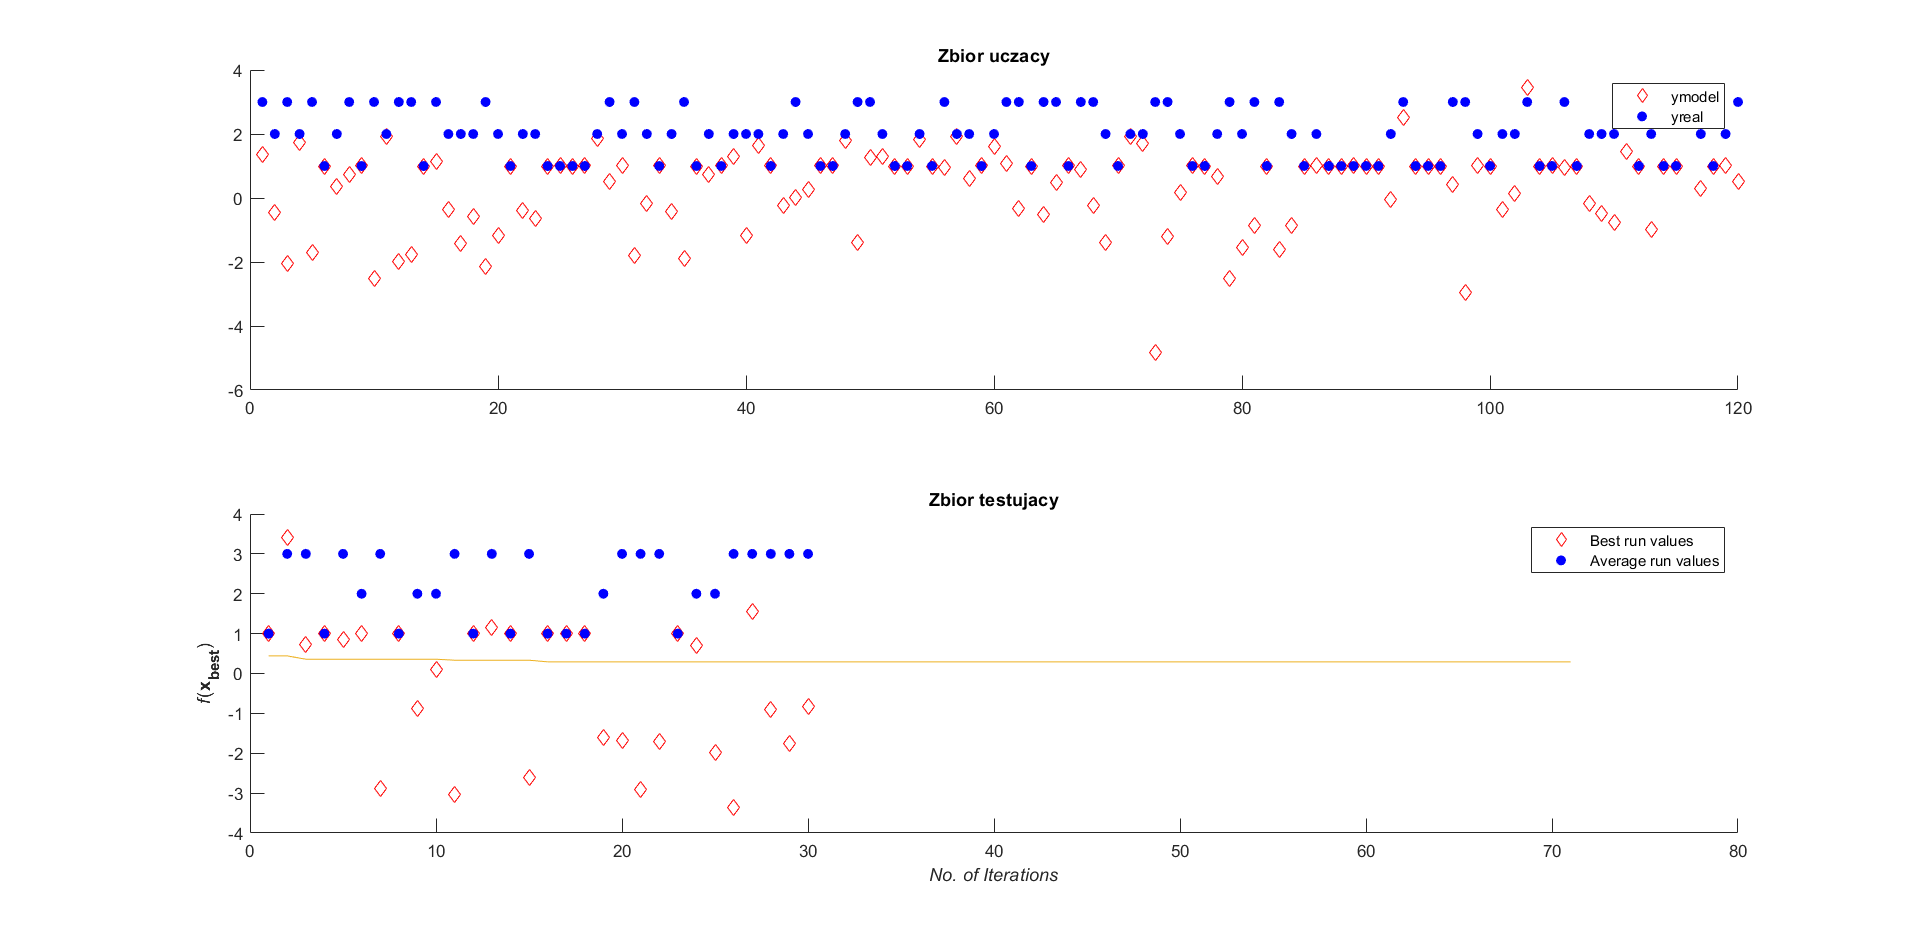 Zbior uczacy
4
2
0
-2
-4
-6
0 20 40 60 80 100 120
ymodel
yreal
Zbior testujacy
4
3
2
1
0
-1
-2
-3
-4
0 10 20 30 40 50 60 70 80
f(x_best)
No. of Iterations
Best run values
Average run values